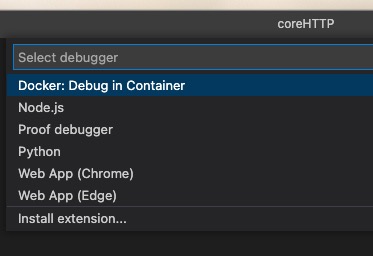 coreHTTP
Select debugger
Docker: Debug in Container
Node.js
Proof debugger
Python
Web App (Chrome)
Web App (Edge)
Install extension...